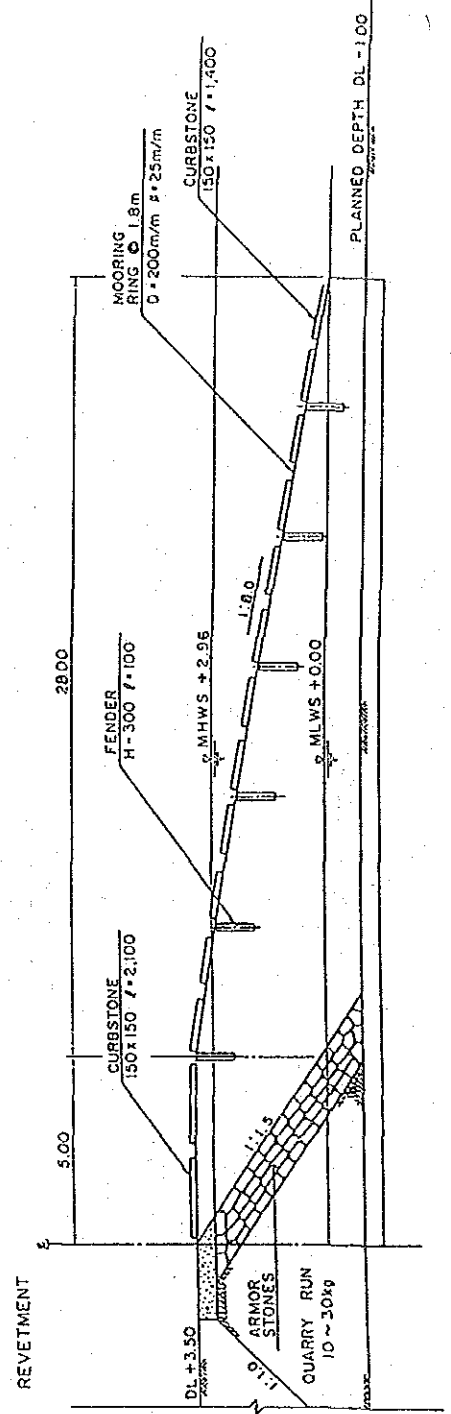 REVETMENT
5.00
28.00
CURBSTONE
150x150 ℓ=2,100
FENDER
H-300 ℓ=100
MOORING
RING @ 1.8m
D=200m/m ø=25m/m
CURBSTONE
150x150 ℓ=1,400
DL +3.50
MHWS +2.96
1:8.0
MLWS +0.00
PLANNED DEPTH DL -1.00
1:1.5
1:1.0
ARMOR
STONES
QUARRY RUN
10~30kg